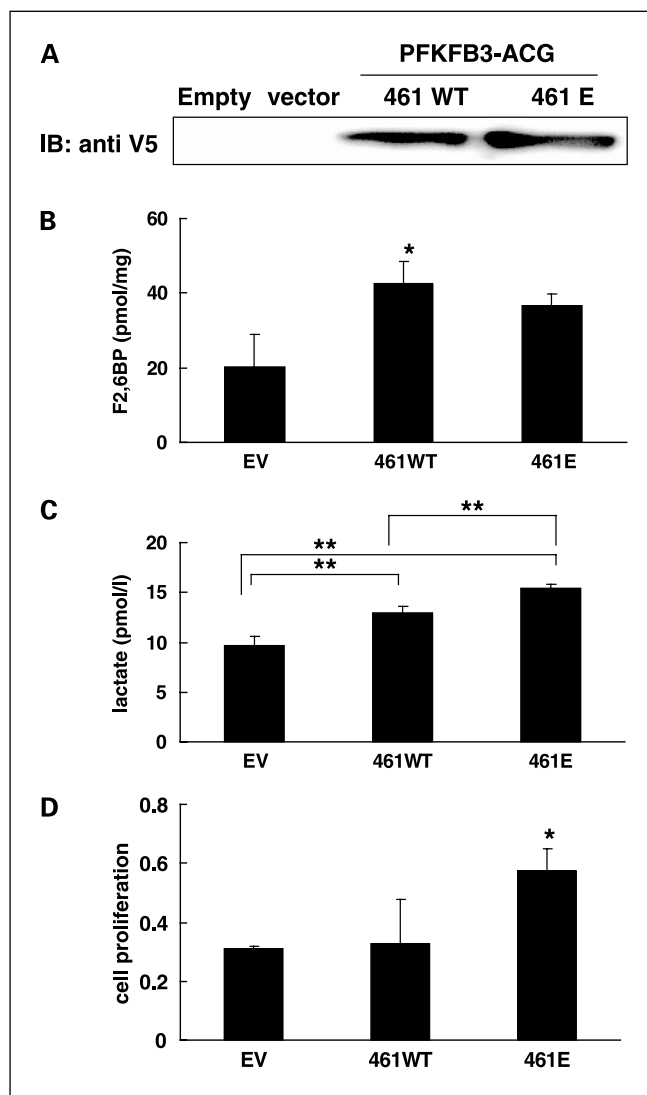 A
PFKFB3-ACG
Empty vector 461 WT 461 E
IB: anti V5
B
F2,6BP (pmol/mg)
60
40
20
0
*
EV 461WT 461E
C
lactate (pmol/l)
20
15
10
5
0
**
**
**
EV 461WT 461E
D
cell proliferation
0.8
0.6
0.4
0.2
0
*
EV 461WT 461E